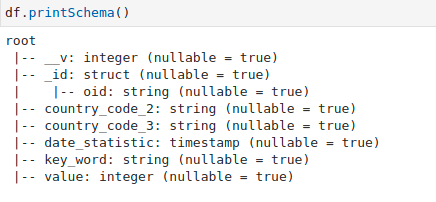 df.printSchema()
root
 |-- __v: integer (nullable = true)
 |-- _id: struct (nullable = true)
 |    |-- oid: string (nullable = true)
 |-- country_code_2: string (nullable = true)
 |-- country_code_3: string (nullable = true)
 |-- date_statistic: timestamp (nullable = true)
 |-- key_word: string (nullable = true)
 |-- value: integer (nullable = true)